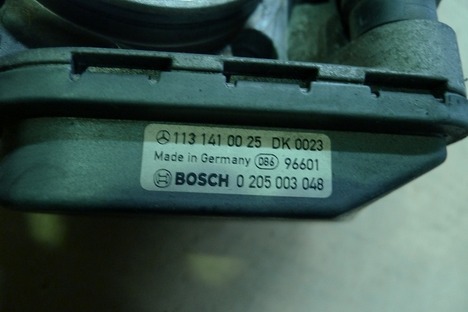 113 141 00 25 DK 0023
Made in Germany 086 96601
BOSCH 0 205 003 048